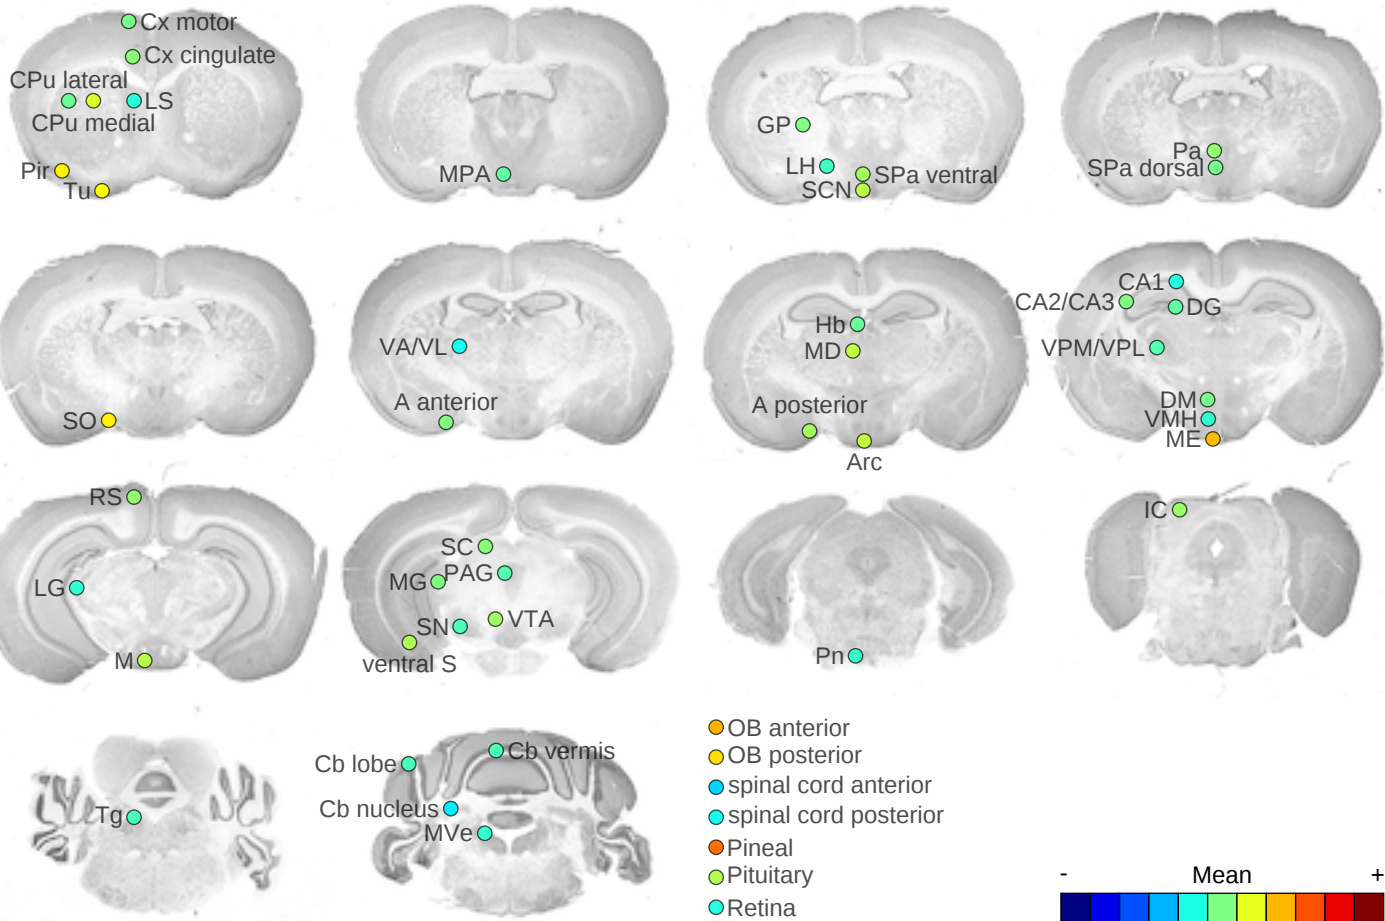 Cx motor
Cx cingulate
CPu lateral
LS
CPu medial
Pir
Tu
MPA
GP
LH
SPa ventral
SCN
Pa
SPa dorsal
SO
VA/VL
A anterior
Hb
MD
A posterior
Arc
CA1
CA2/CA3
DG
VPM/VPL
DM
VMH
ME
RS
LG
M
SC
MG
PAG
SN
VTA
ventral S
Pn
IC
Tg
Cb lobe
Cb vermis
Cb nucleus
MVe
OB anterior
OB posterior
spinal cord anterior
spinal cord posterior
Pineal
Pituitary
Retina
- Mean +